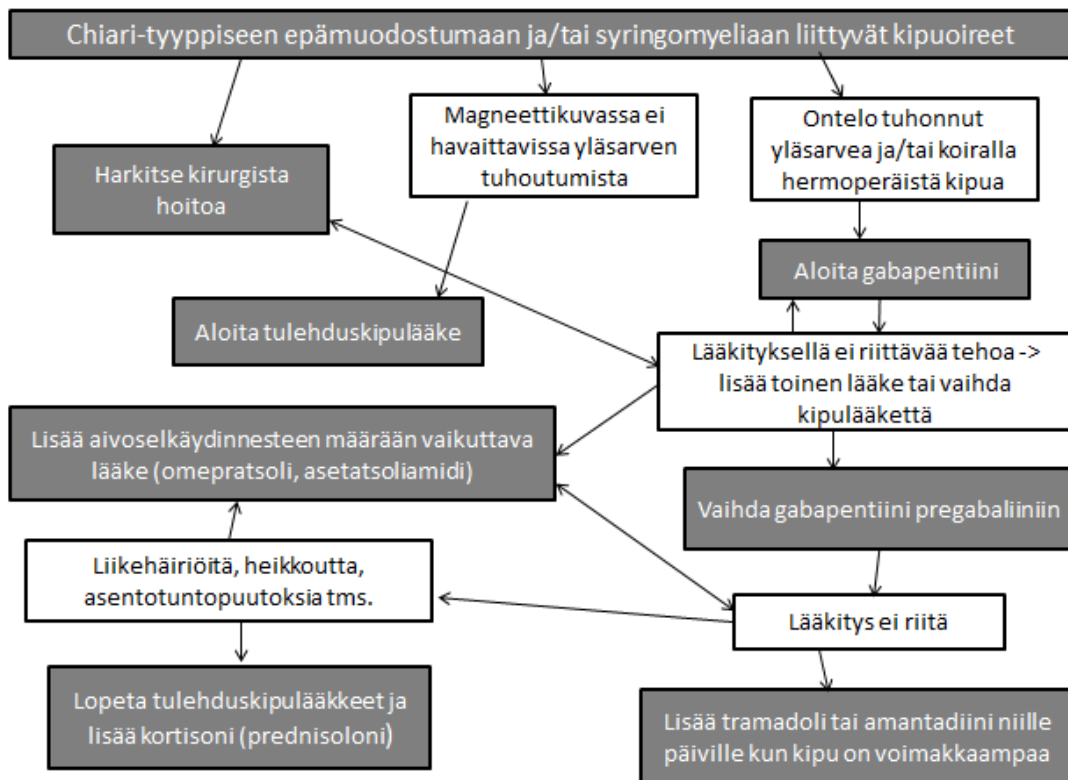 Chiari-tyyppiseen epämuodostumaan ja/tai syringomyeliaan liittyvät kipuoireet
Harkitse kirurgista
hoitoa
Magneettikuvassa ei
havaittavissa yläsarven
tuhoutumista
Ontelo tuhonnut
yläsarvea ja/tai koiralla
hermoperäistä kipua
Aloita gabapentiini
Aloita tulehduskipulääke
Lääkityksellä ei riittävää tehoa ->
lisää toinen lääke tai vaihda
kipulääkettä
Lisää aivoselkäydinnesteen määrään vaikuttava
lääke (omepratsoli, asetatsoliamidi)
Vaihda gabapentiini pregabaliiniin
Liikehäiriöitä, heikkoutta,
asentotuntopuutoksia tms.
Lääkitys ei riitä
Lopeta tulehduskipulääkkeet ja
lisää kortisoni (prednisoloni)
Lisää tramadoli tai amantadiini niille
päiville kun kipu on voimakkaampaa